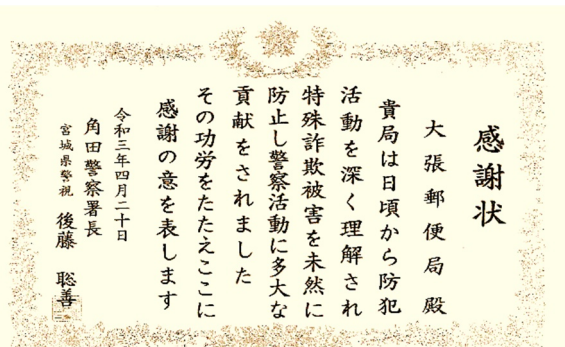 感謝状
大張郵便局殿
貴局は日頃から防犯
活動を深く理解され
特殊詐欺被害を未然に
防止し警察活動に多大な
貢献をされました
その功労をたたえここに
感謝の意を表します
令和三年四月二十日
角田警察署長
宮城県警視 後藤 聡善